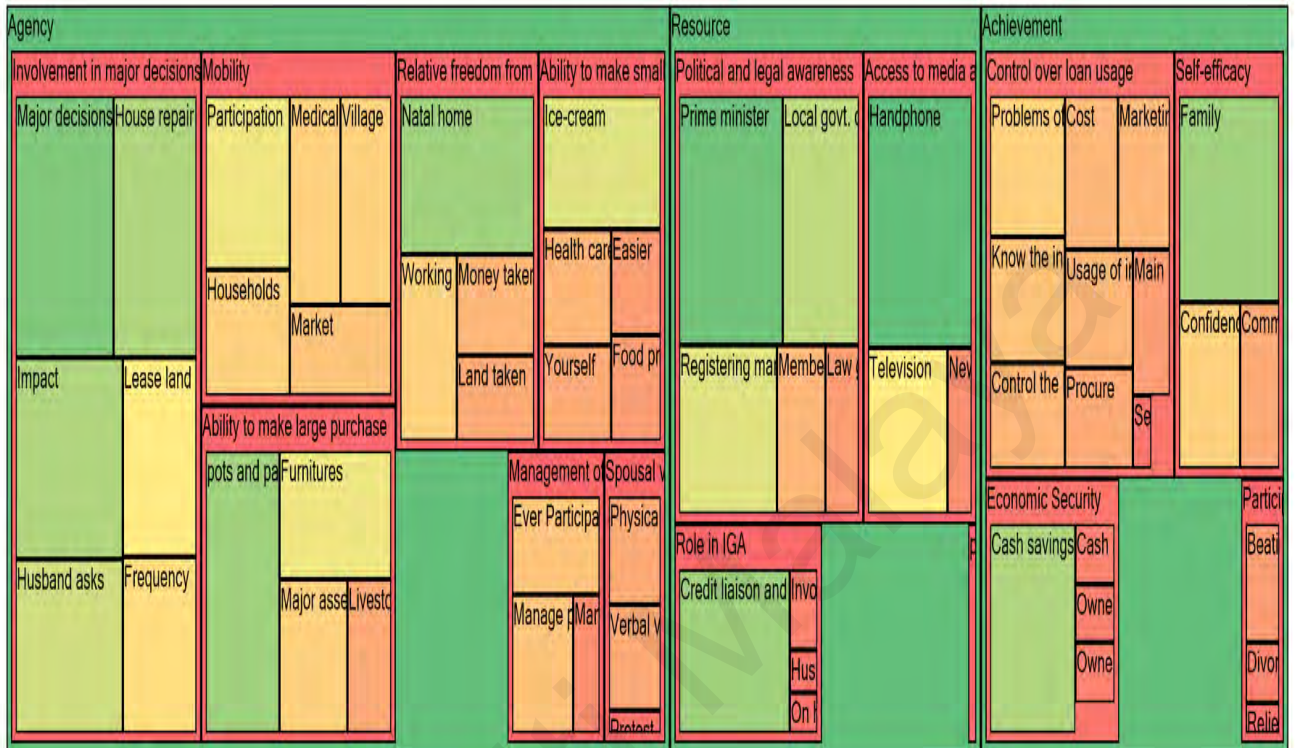 Agency
Involvement in major decisions
Major decisions
House repair
Impact
Lease land
Husband asks
Frequency
Mobility
Participation
Medical
Village
Households
Market
Ability to make large purchase
pots and pa
Furnitures
Major asse
Livesto
Relative freedom from
Natal home
Working
Money taken
Land taken
Ability to make smal
Ice-cream
Health care
Easier
Yourself
Food pr
Management of
Ever Participa
Manage p
Mar
Spousal v
Physica
Verbal v
Protest
Resource
Political and legal awareness
Prime minister
Local govt. o
Registering mar
Membe
Law g
Access to media a
Handphone
Television
New
Role in IGA
Credit liaison and
Invo
Hus
On h
p
Achievement
Control over loan usage
Problems of
Cost
Marketin
Know the in
Usage of in
Main
Control the
Procure
Se
Self-efficacy
Family
Confidenc
Comm
Economic Security
Cash savings
Cash
Owne
Owne
Partici
Beati
Divor
Relie